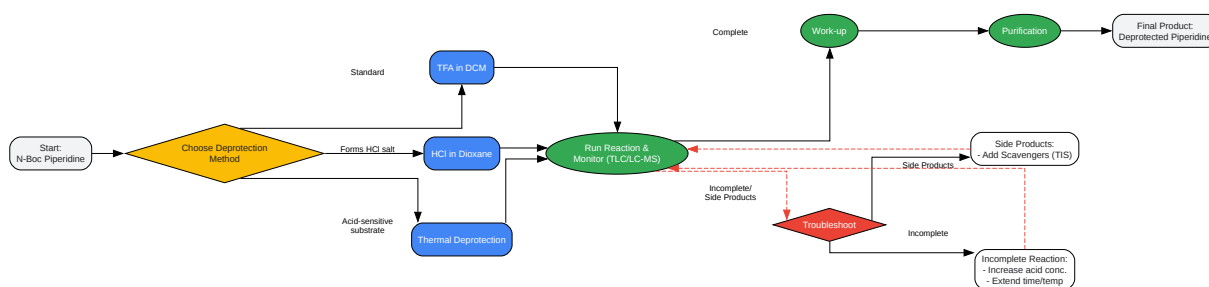 Start:
N-Boc Piperidine
Choose Deprotection
Method
Standard
TFA in DCM
Forms HCl salt
HCl in Dioxane
Acid-sensitive
substrate
Thermal Deprotection
Run Reaction &
Monitor (TLC/LC-MS)
Complete
Work-up
Purification
Final Product:
Deprotected Piperidine
Incomplete/
Side Products
Troubleshoot
Side Products
Side Products:
- Add Scavengers (TIS)
Incomplete
Incomplete Reaction:
- Increase acid conc.
- Extend time/temp